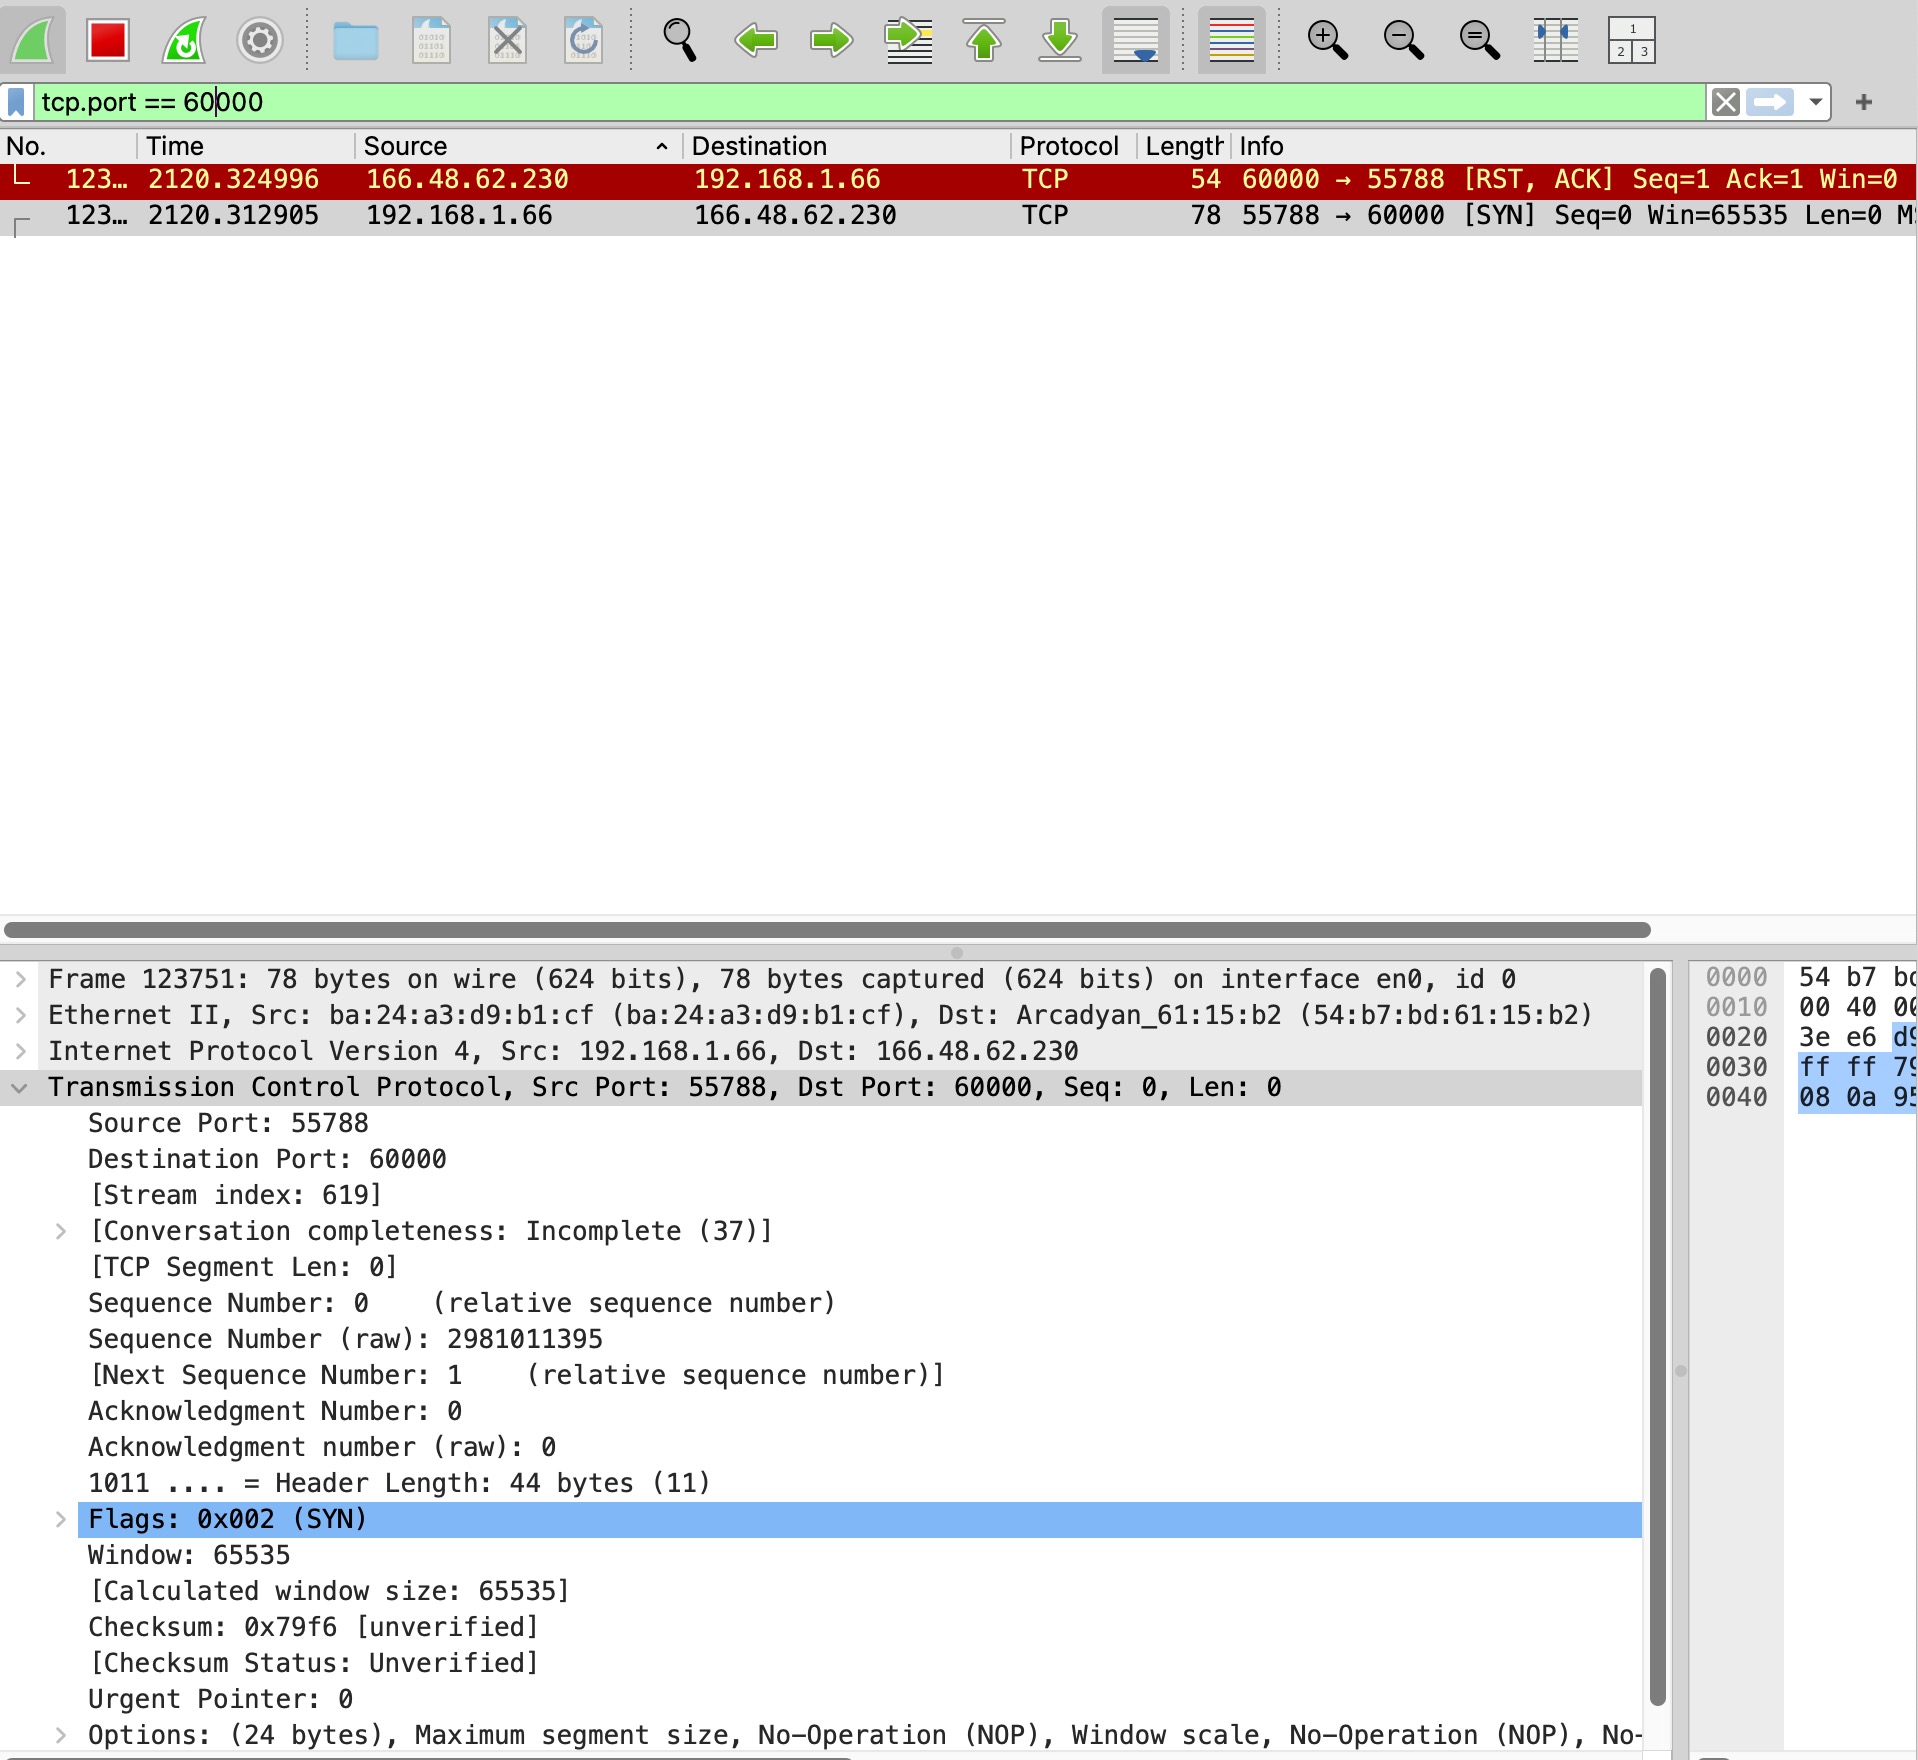 tcp.port == 60000
No. Time Source Destination Protocol Length Info
123… 2120.324996 166.48.62.230 192.168.1.66 TCP 54 60000 → 55788 [RST, ACK] Seq=1 Ack=1 Win=0
123… 2120.312905 192.168.1.66 166.48.62.230 TCP 78 55788 → 60000 [SYN] Seq=0 Win=65535 Len=0 M
Frame 123751: 78 bytes on wire (624 bits), 78 bytes captured (624 bits) on interface en0, id 0
Ethernet II, Src: ba:24:a3:d9:b1:cf (ba:24:a3:d9:b1:cf), Dst: Arcadyan_61:15:b2 (54:b7:bd:61:15:b2)
Internet Protocol Version 4, Src: 192.168.1.66, Dst: 166.48.62.230
Transmission Control Protocol, Src Port: 55788, Dst Port: 60000, Seq: 0, Len: 0
Source Port: 55788
Destination Port: 60000
[Stream index: 619]
[Conversation completeness: Incomplete (37)]
[TCP Segment Len: 0]
Sequence Number: 0 (relative sequence number)
Sequence Number (raw): 2981011395
[Next Sequence Number: 1 (relative sequence number)]
Acknowledgment Number: 0
Acknowledgment number (raw): 0
1011 .... = Header Length: 44 bytes (11)
Flags: 0x002 (SYN)
Window: 65535
[Calculated window size: 65535]
Checksum: 0x79f6 [unverified]
[Checksum Status: Unverified]
Urgent Pointer: 0
Options: (24 bytes), Maximum segment size, No-Operation (NOP), Window scale, No-Operation (NOP), No-
0000 54 b7
0010 00 40
0020 3e e6
0030 ff ff
0040 08 0a